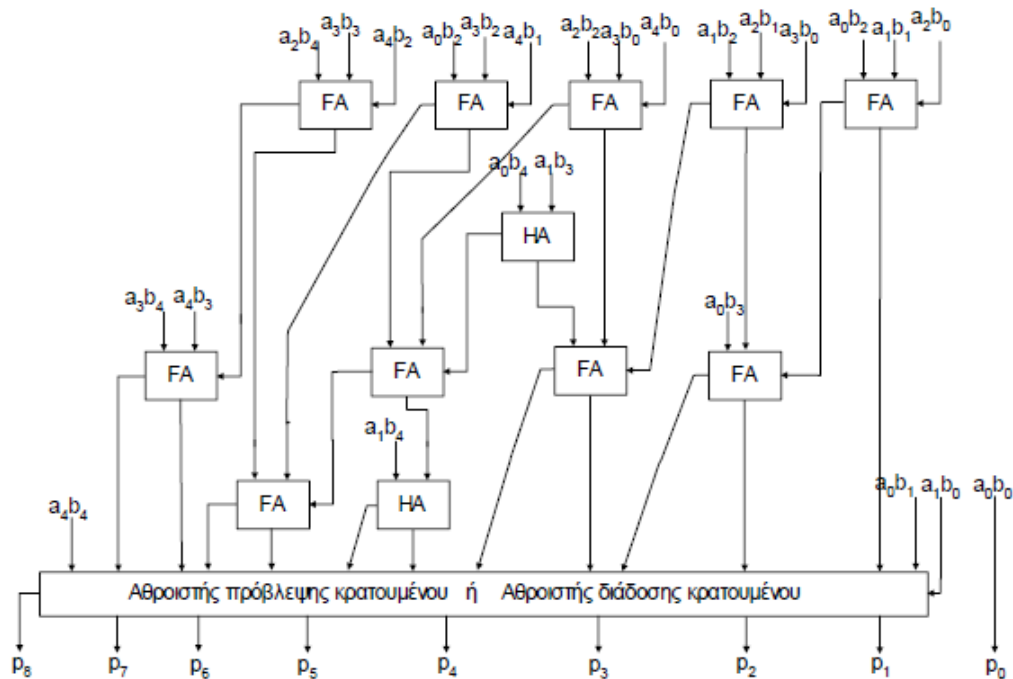 a₂b₄ a₃b₃ a₄b₂ a₀b₂ a₃b₂ a₄b₁ a₂b₂ a₃b₀ a₄b₀ a₁b₂ a₂b₁ a₃b₀ a₀b₂ a₁b₁ a₂b₀
FA FA FA FA FA
a₀b₄ a₁b₃
HA
a₃b₄ a₄b₃ a₀b₃
FA FA FA FA
a₁b₄
FA HA
a₄b₄ a₀b₁ a₁b₀ a₀b₀
Αθροιστής πρόβλεψης κρατουμένου ή Αθροιστής διάδοσης κρατουμένου
p₈ p₇ p₆ p₅ p₄ p₃ p₂ p₁ p₀